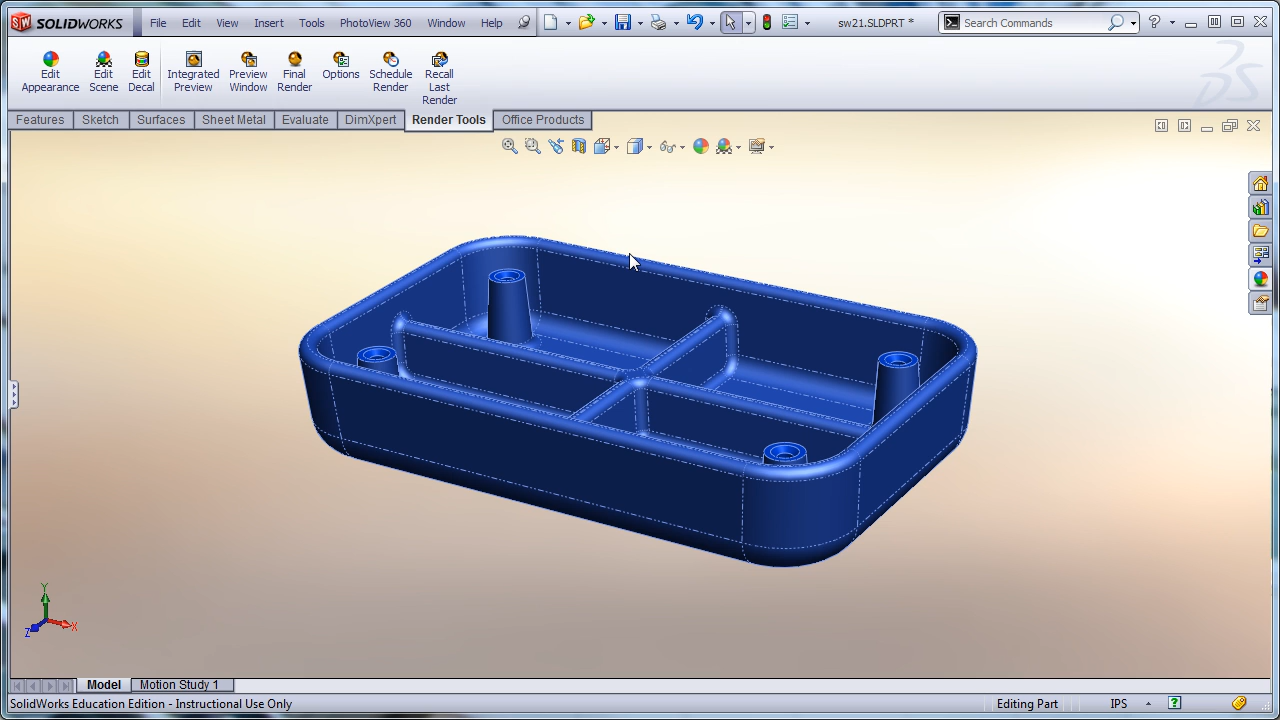 SOLIDWORKS File Edit View Insert Tools PhotoView 360 Window Help sw21.SLDPRT * Search Commands
Edit Appearance
Edit Scene
Edit Decal
Integrated Preview
Preview Window
Final Render
Options
Schedule Render
Recall Last Render
Features Sketch Surfaces Sheet Metal Evaluate DimXpert Render Tools Office Products
Y
Z X
Model Motion Study 1
SolidWorks Education Edition - Instructional Use Only Editing Part IPS